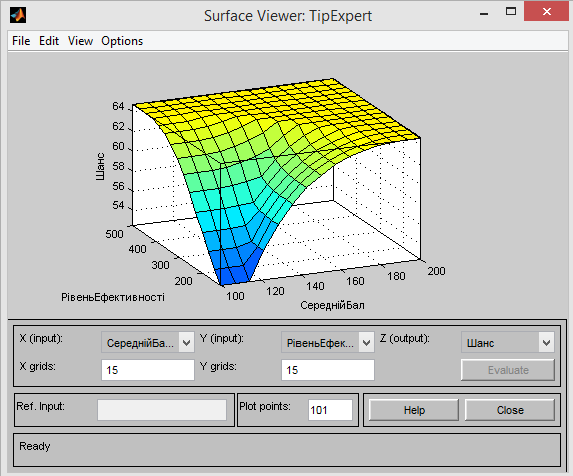 Surface Viewer: TipExpert
File Edit View Options
64
62
60
58
56
54
Шанс
500
400
300
200
100
120
140
160
180
200
РівеньЕфективності
СереднійБал
X (input):
СереднійБа...
Y (input):
РівеньЕфек...
Z (output):
Шанс
X grids:
15
Y grids:
15
Evaluate
Ref. Input:
Plot points:
101
Help
Close
Ready